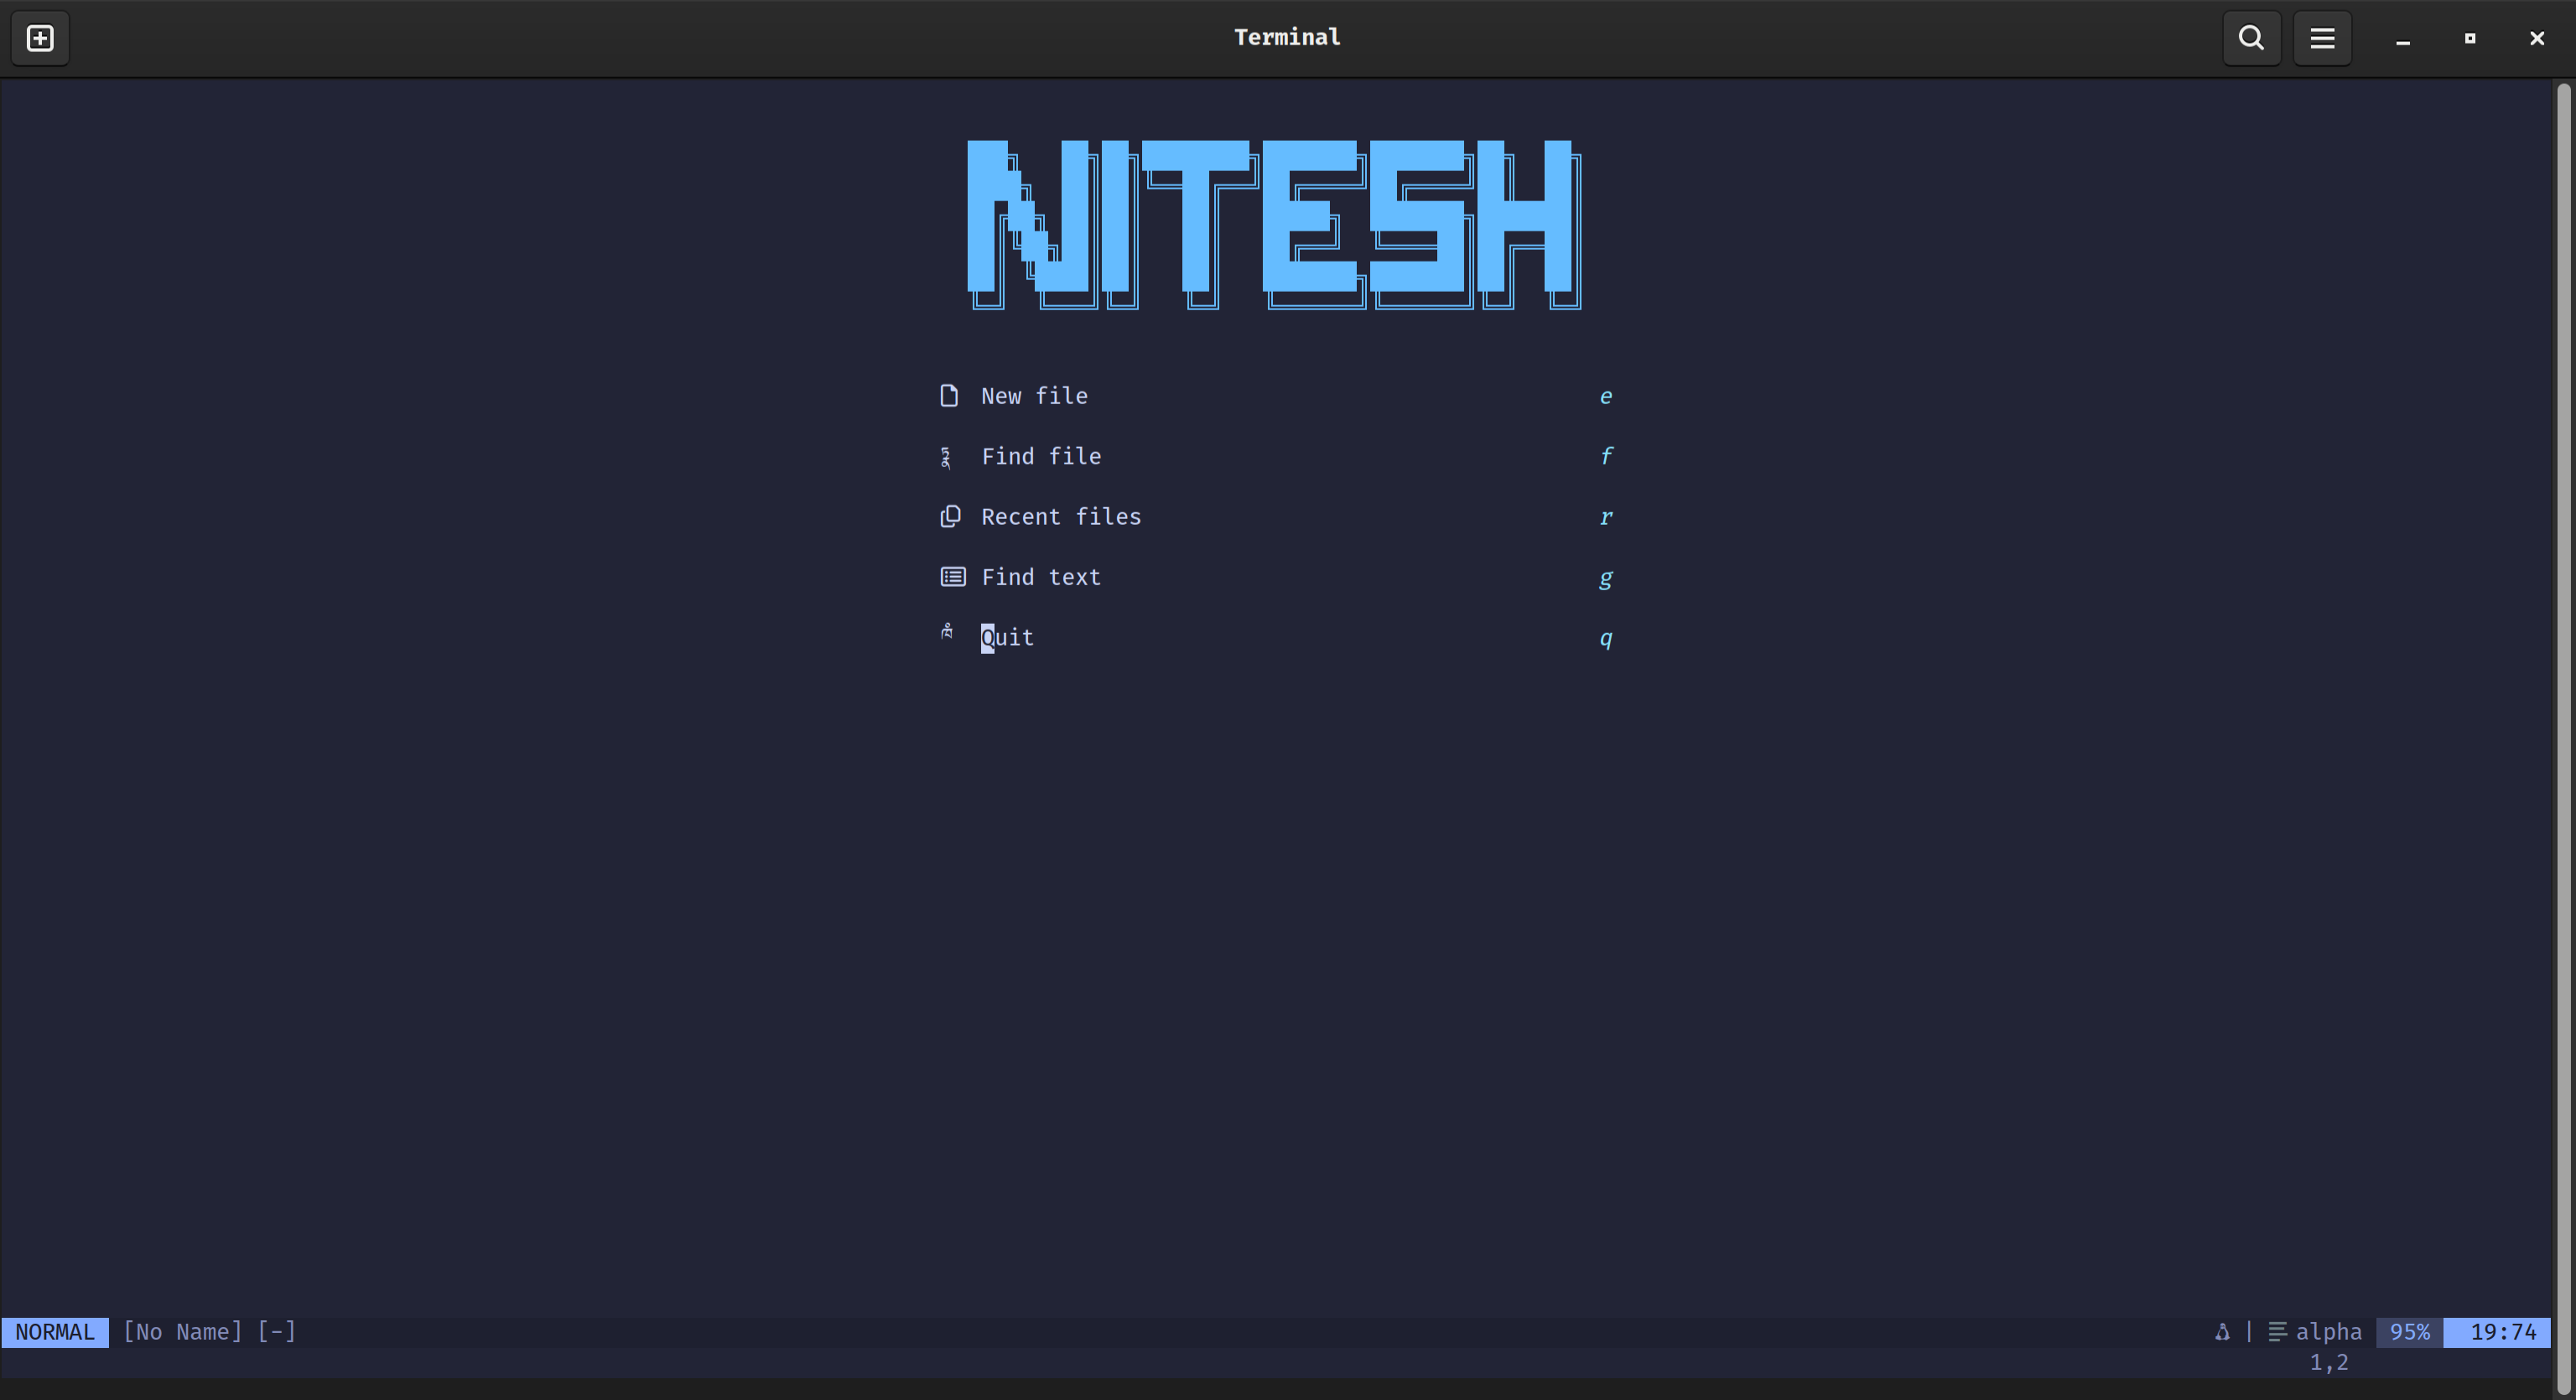 Terminal
NITESH
New file e
Find file f
Recent files r
Find text g
Quit q
NORMAL [No Name] [-] | alpha 95% 19:74
1,2